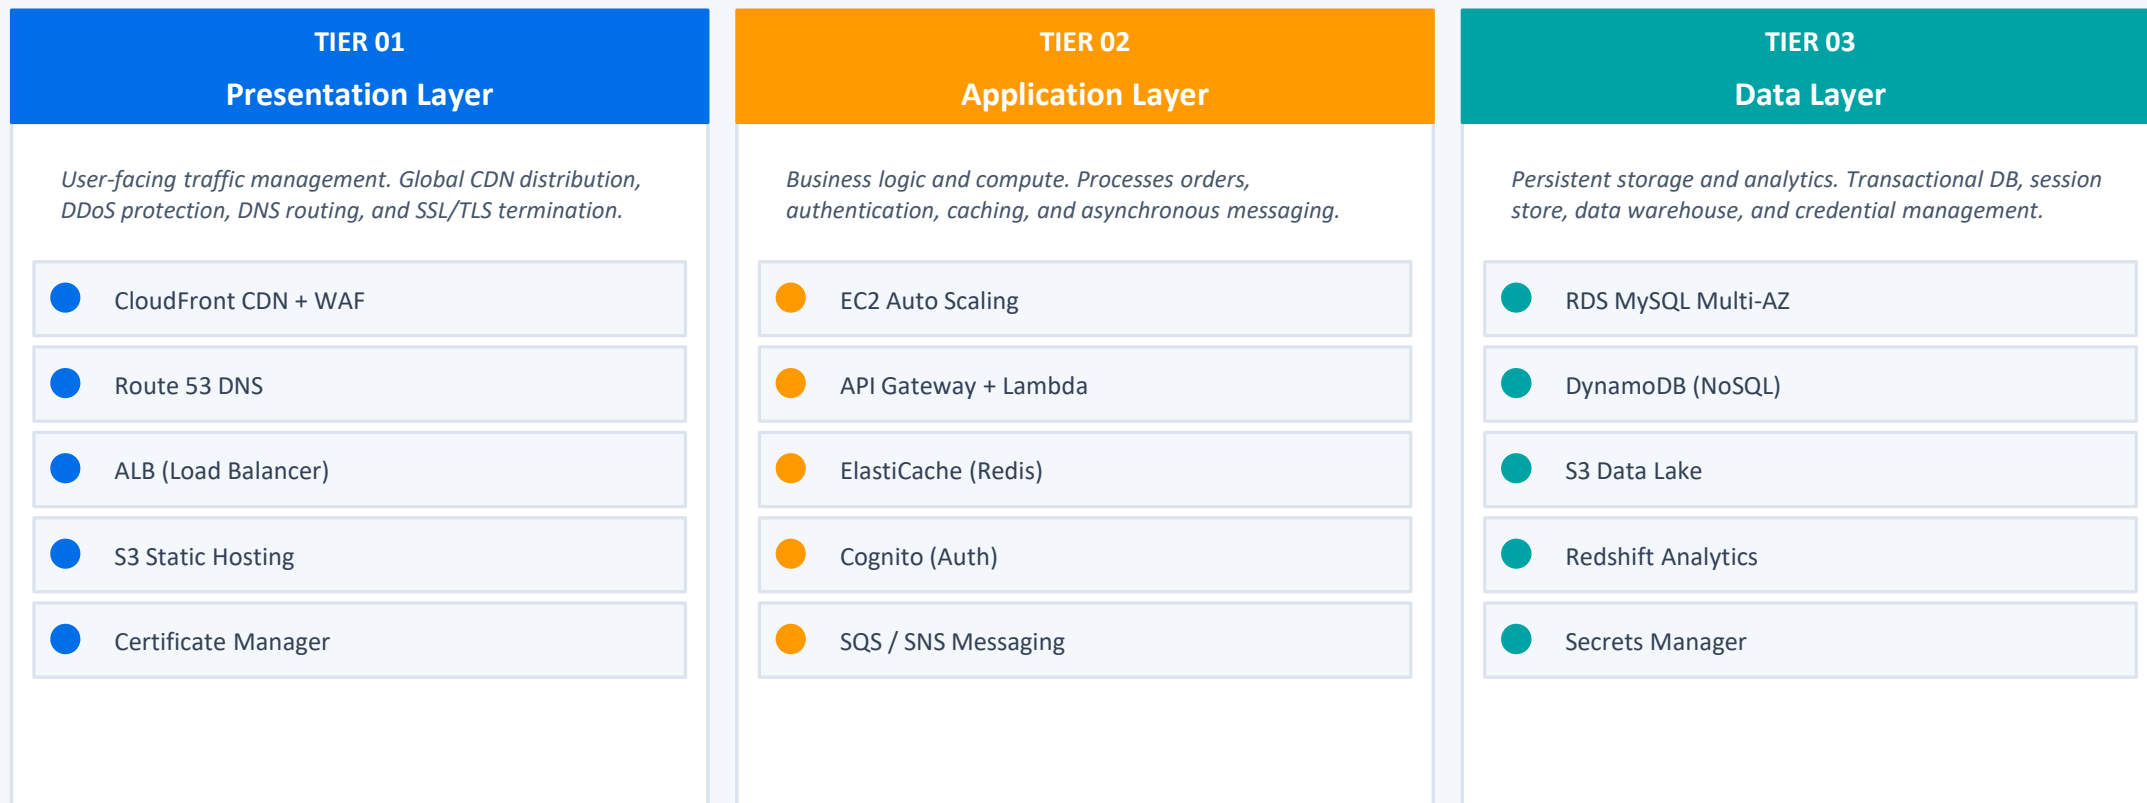 TIER 01
Presentation Layer
User-facing traffic management. Global CDN distribution,
DDoS protection, DNS routing, and SSL/TLS termination.
CloudFront CDN + WAF
Route 53 DNS
ALB (Load Balancer)
S3 Static Hosting
Certificate Manager
TIER 02
Application Layer
Business logic and compute. Processes orders,
authentication, caching, and asynchronous messaging.
EC2 Auto Scaling
API Gateway + Lambda
ElastiCache (Redis)
Cognito (Auth)
SQS / SNS Messaging
TIER 03
Data Layer
Persistent storage and analytics. Transactional DB, session
store, data warehouse, and credential management.
RDS MySQL Multi-AZ
DynamoDB (NoSQL)
S3 Data Lake
Redshift Analytics
Secrets Manager